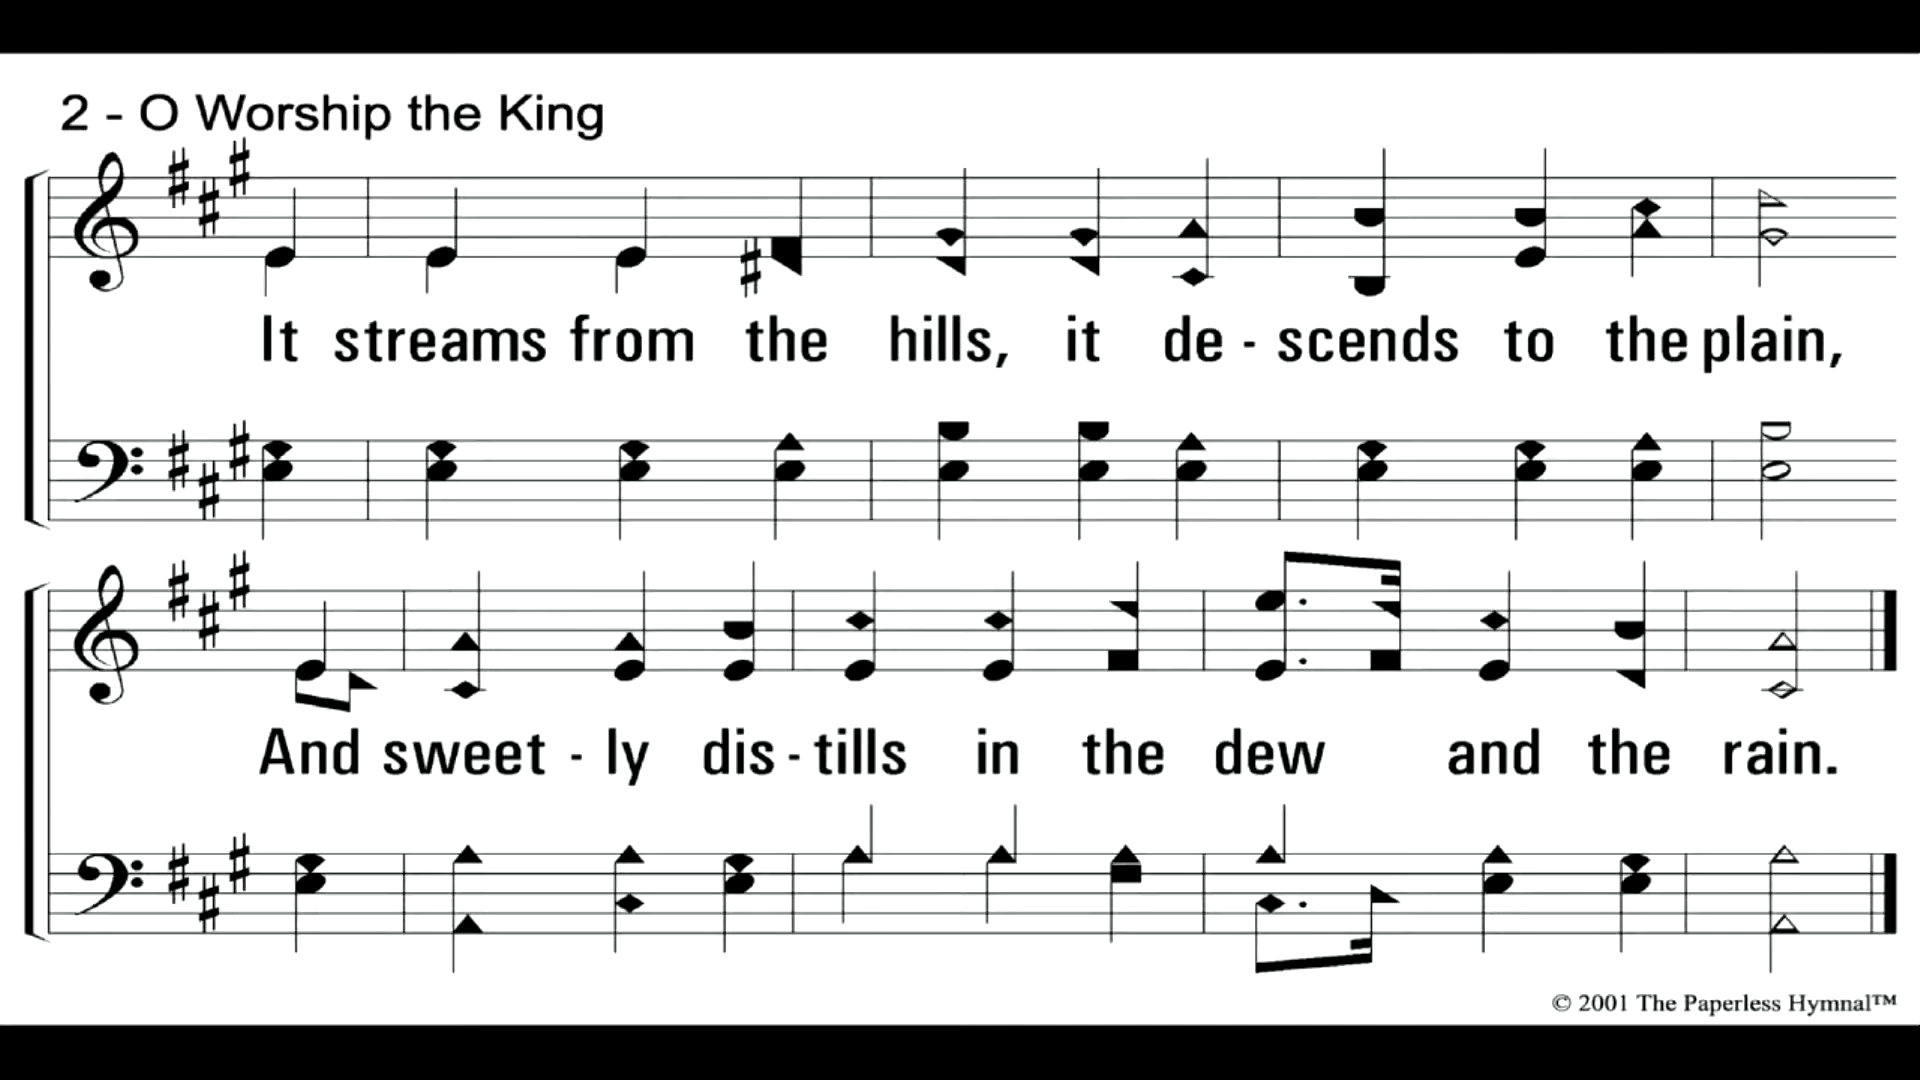 2 - O Worship the King
It streams from the hills, it de - scends to the plain,
And sweet - ly dis - tills in the dew and the rain.
© 2001 The Paperless Hymnal™